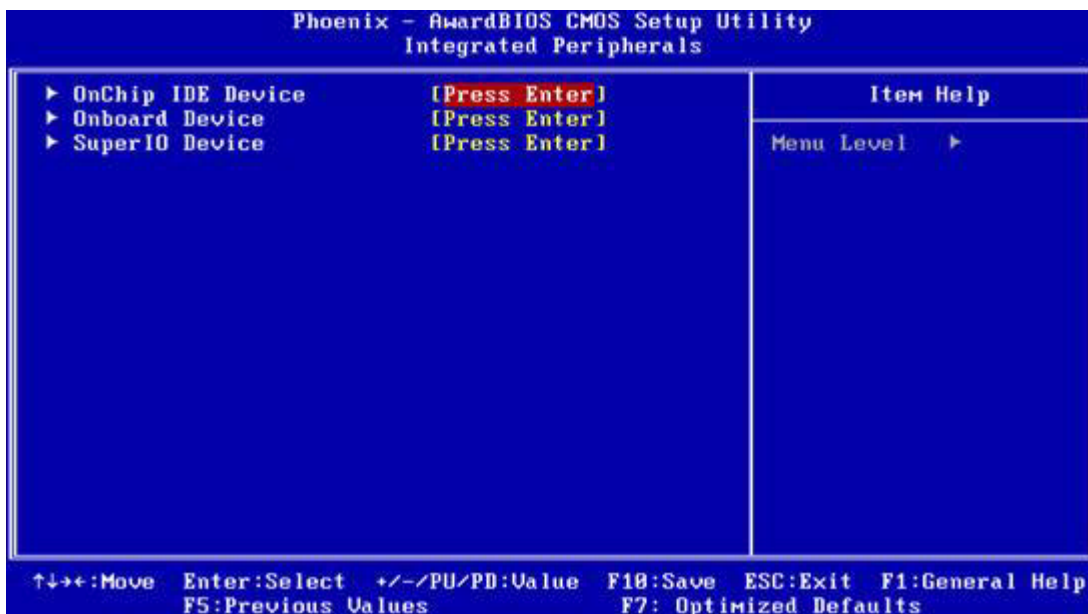 Phoenix - AwardBIOS CMOS Setup Utility
Integrated Peripherals
► OnChip IDE Device [Press Enter]
► Onboard Device [Press Enter]
► SuperIO Device [Press Enter]
Item Help
Menu Level ►
↑↓→←:Move Enter:Select +/-/PU/PD:Value F10:Save ESC:Exit F1:General Help
F5:Previous Values F7: Optimized Defaults